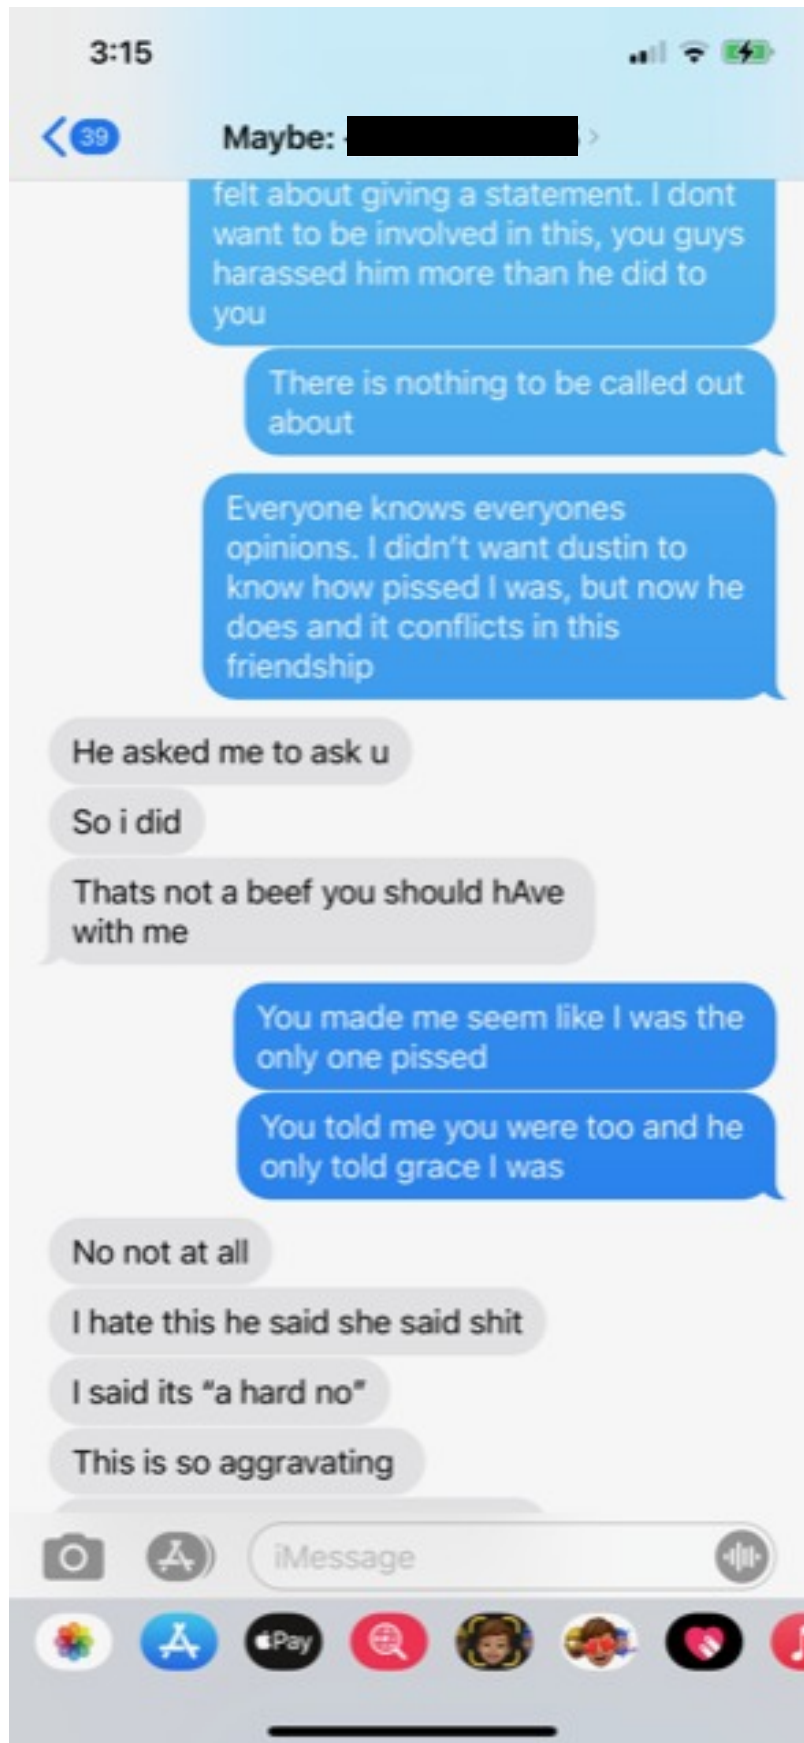 3:15
39
Maybe:
felt about giving a statement. I dont
want to be involved in this, you guys
harassed him more than he did to
you
There is nothing to be called out
about
Everyone knows everyones
opinions. I didn't want dustin to
know how pissed I was, but now he
does and it conflicts in this
friendship
He asked me to ask u
So i did
Thats not a beef you should hAve
with me
You made me seem like I was the
only one pissed
You told me you were too and he
only told grace I was
No not at all
I hate this he said she said shit
I said its "a hard no"
This is so aggravating
iMessage
Pay